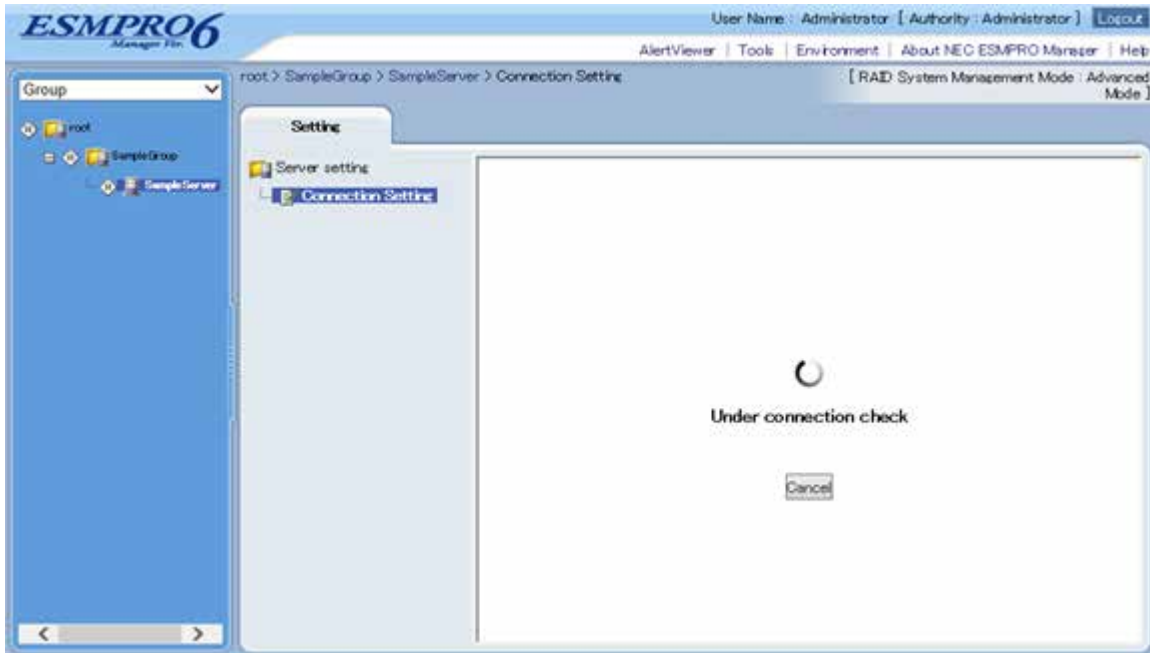 ESMPRO6
Manager Ver.
User Name : Administrator [ Authority : Administrator ] Logout
AlertViewer | Tools | Environment | About NEC ESMPRO Manager | Help
Group
root > SampleGroup > SampleServer > Connection Setting
[ RAID System Management Mode : Advanced
Mode ]
root
SampleGroup
SampleServer
Setting
Server setting
Connection Setting
Under connection check
Cancel